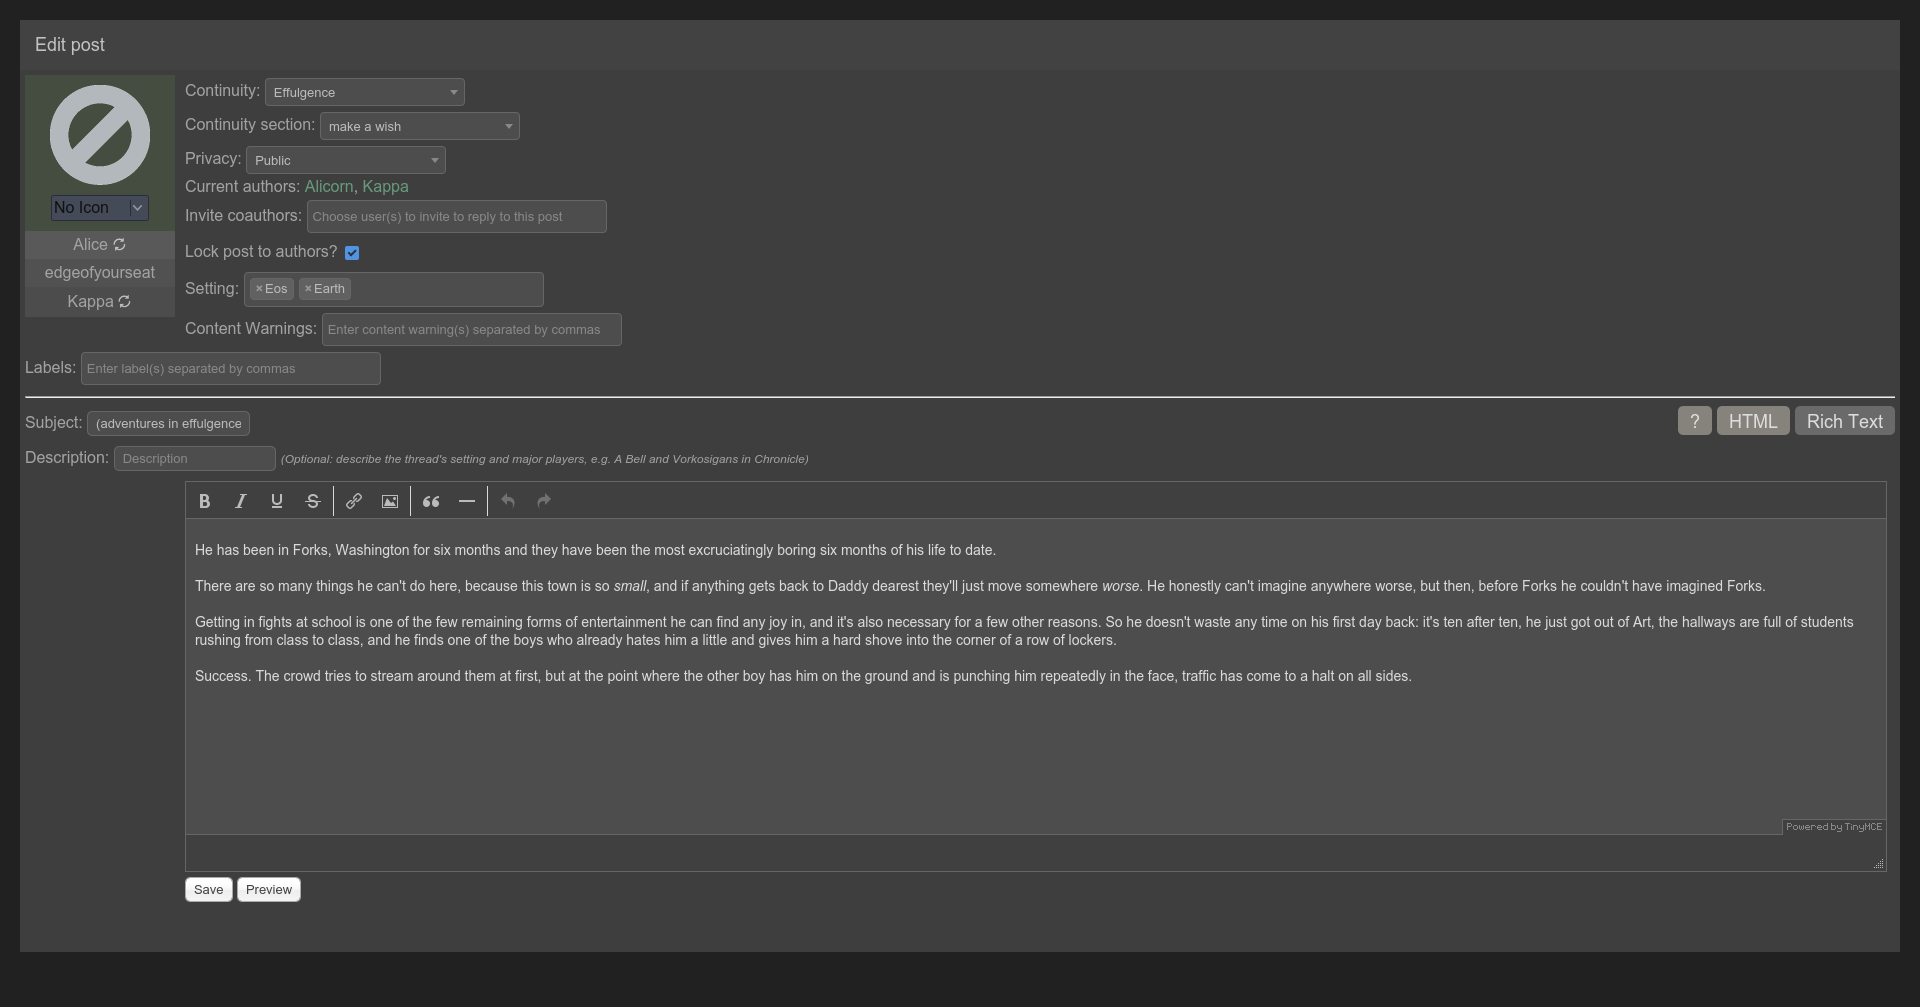 Edit post
No Icon
Alice
edgeofyourseat
Kappa
Continuity: Effulgence
Continuity section: make a wish
Privacy: Public
Current authors: Alicorn, Kappa
Invite coauthors: Choose user(s) to invite to reply to this post
Lock post to authors?
Setting: × Eos × Earth
Content Warnings: Enter content warning(s) separated by commas
Labels: Enter label(s) separated by commas
Subject: (adventures in effulgence
? HTML Rich Text
Description: Description (Optional: describe the thread's setting and major players, e.g. A Bell and Vorkosigans in Chronicle)
B I U S
He has been in Forks, Washington for six months and they have been the most excruciatingly boring six months of his life to date.
There are so many things he can't do here, because this town is so small, and if anything gets back to Daddy dearest they'll just move somewhere worse. He honestly can't imagine anywhere worse, but then, before Forks he couldn't have imagined Forks.
Getting in fights at school is one of the few remaining forms of entertainment he can find any joy in, and it's also necessary for a few other reasons. So he doesn't waste any time on his first day back: it's ten after ten, he just got out of Art, the hallways are full of students
rushing from class to class, and he finds one of the boys who already hates him a little and gives him a hard shove into the corner of a row of lockers.
Success. The crowd tries to stream around them at first, but at the point where the other boy has him on the ground and is punching him repeatedly in the face, traffic has come to a halt on all sides.
Powered by TinyMCE
Save Preview